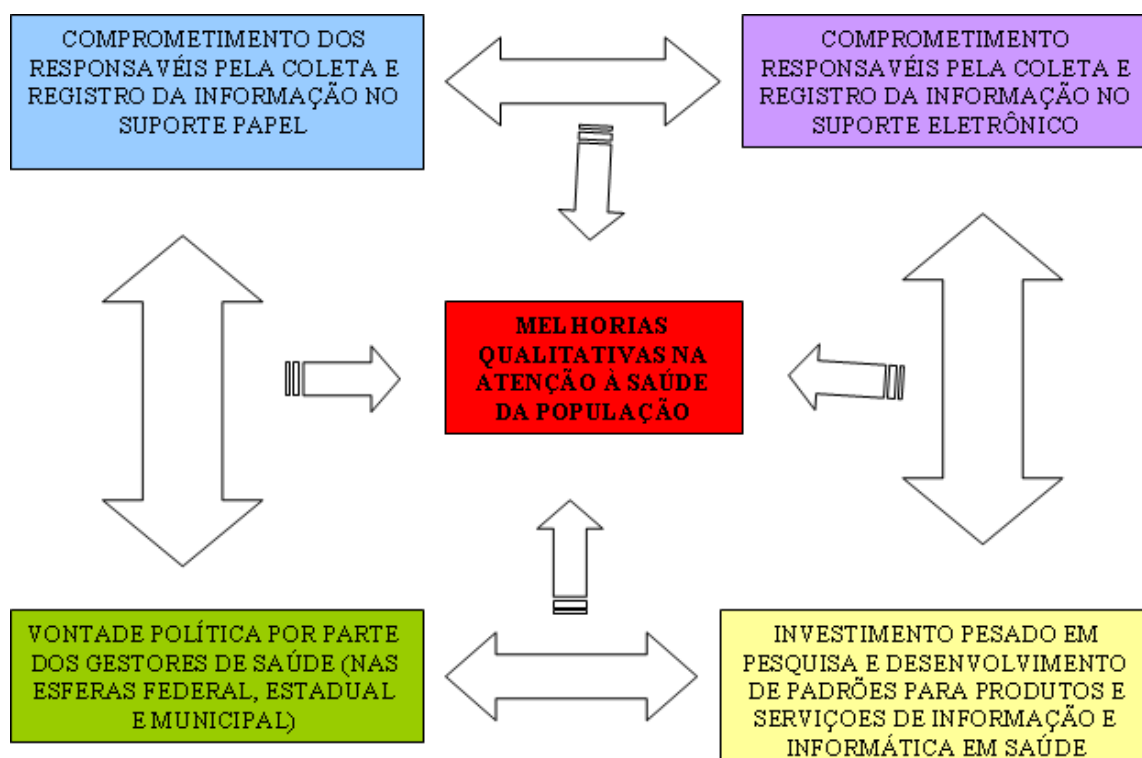 COMPROMETIMENTO DOS
RESPONSAVÉIS PELA COLETA E
REGISTRO DA INFORMAÇÃO NO
SUPORTE PAPEL
COMPROMETIMENTO
RESPONSAVÉIS PELA COLETA E
REGISTRO DA INFORMAÇÃO NO
SUPORTE ELETRÔNICO
MELHORIAS
QUALITATIVAS NA
ATENÇÃO À SAÚDE
DA POPULAÇÃO
VONTADE POLÍTICA POR PARTE
DOS GESTORES DE SAÚDE (NAS
ESFERAS FEDERAL, ESTADUAL
E MUNICIPAL)
INVESTIMENTO PESADO EM
PESQUISA E DESENVOLVIMENTO
DE PADRÕES PARA PRODUTOS E
SERVIÇOES DE INFORMAÇÃO E
INFORMÁTICA EM SAÚDE